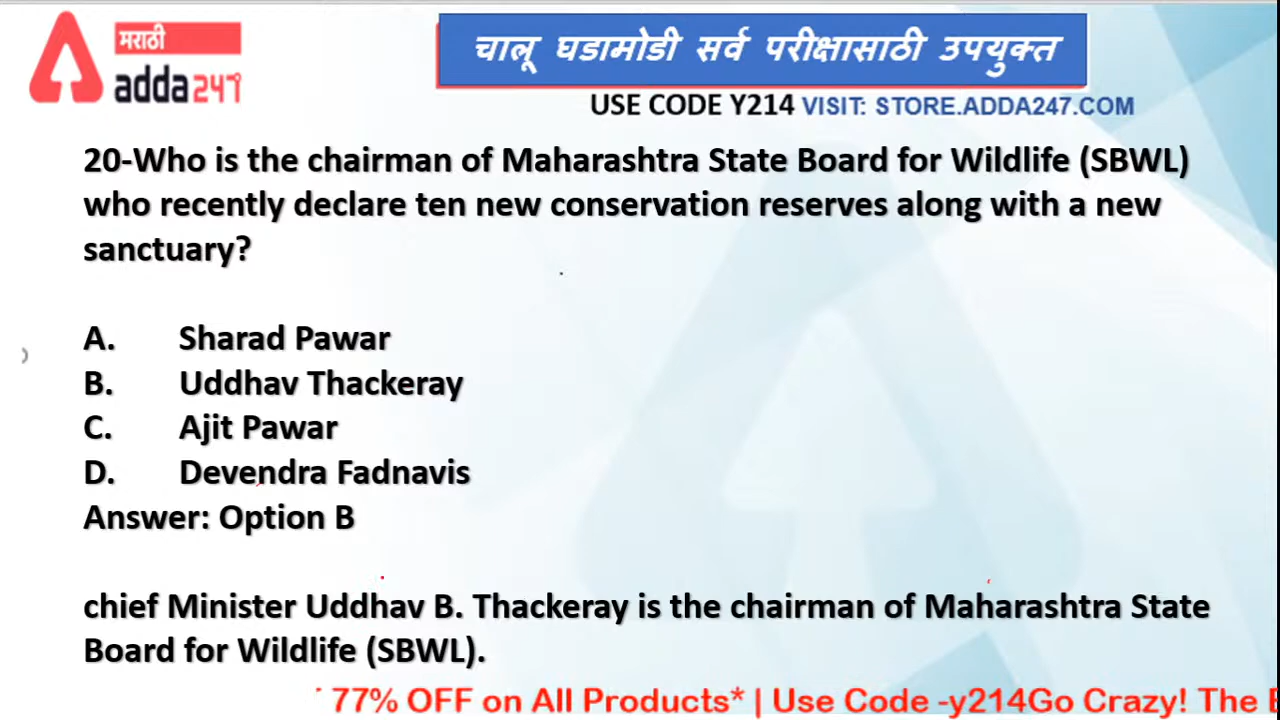 मराठी
adda247
चालू घडामोडी सर्व परीक्षासाठी उपयुक्त
USE CODE Y214 VISIT: STORE.ADDA247.COM
20-Who is the chairman of Maharashtra State Board for Wildlife (SBWL)
who recently declare ten new conservation reserves along with a new
sanctuary?
A. Sharad Pawar
B. Uddhav Thackeray
C. Ajit Pawar
D. Devendra Fadnavis
Answer: Option B
chief Minister Uddhav B. Thackeray is the chairman of Maharashtra State
Board for Wildlife (SBWL).
77% OFF on All Products* | Use Code -y214Go Crazy! The